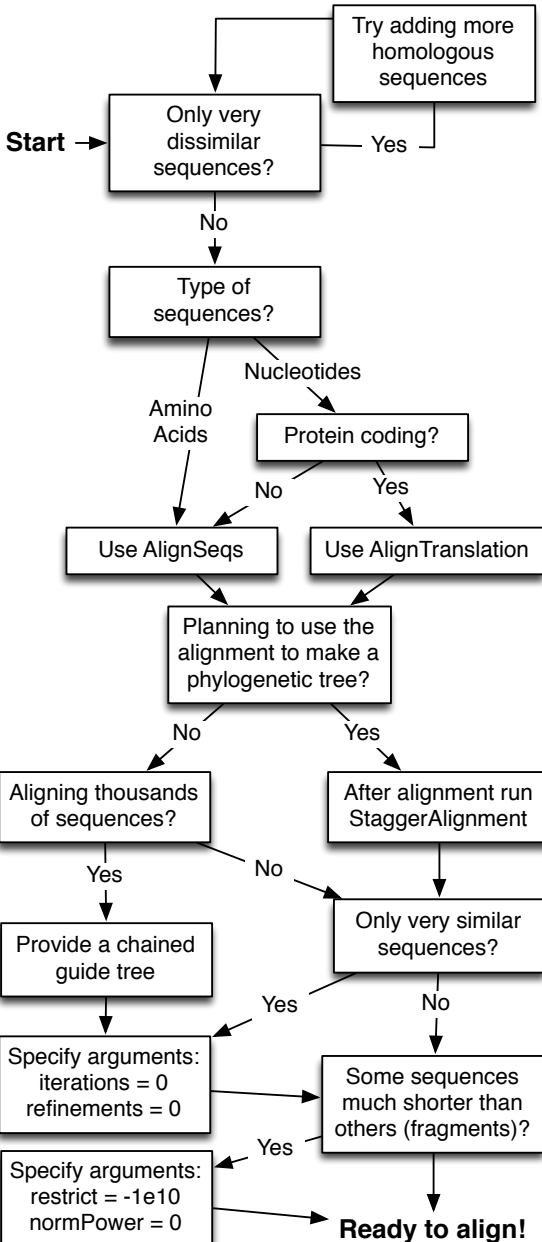 Try adding more
homologous
sequences
Start
Only very
dissimilar
sequences?
Yes
No
Type of
sequences?
Nucleotides
Amino
Acids
Protein coding?
No
Yes
Use AlignSeqs
Use AlignTranslation
Planning to use the
alignment to make a
phylogenetic tree?
No
Yes
Aligning thousands
of sequences?
After alignment run
StaggerAlignment
Yes
No
Only very similar
sequences?
Provide a chained
guide tree
Yes
No
Specify arguments:
iterations = 0
refinements = 0
Some sequences
much shorter than
others (fragments)?
Yes
Specify arguments:
restrict = -1e10
normPower = 0
Ready to align!